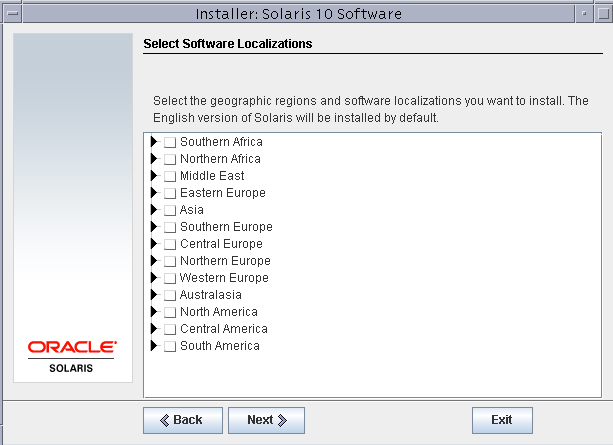 Installer: Solaris 10 Software
Select Software Localizations
Select the geographic regions and software localizations you want to install. The
English version of Solaris will be installed by default.
Southern Africa
Northern Africa
Middle East
Eastern Europe
Asia
Southern Europe
Central Europe
Northern Europe
Western Europe
Australasia
North America
Central America
South America
ORACLE
SOLARIS
Back
Next
Exit